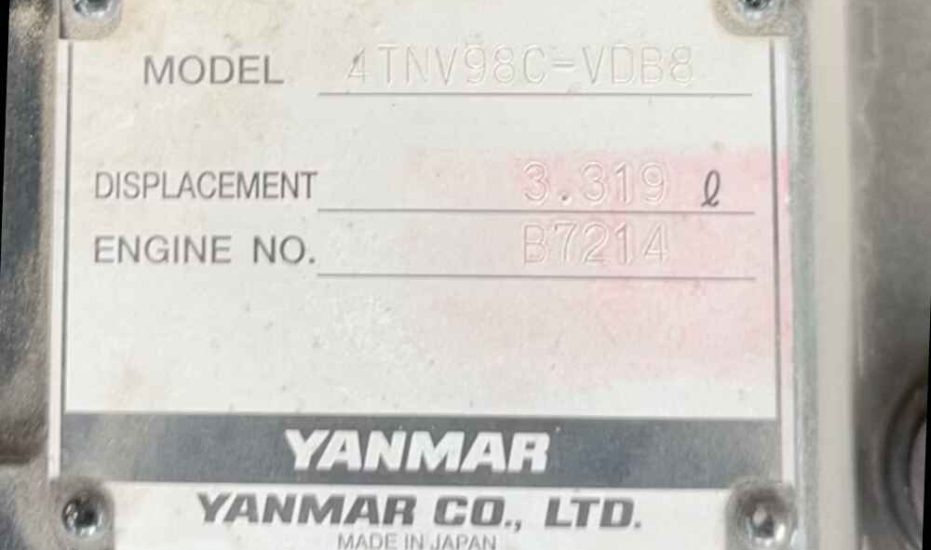 MODEL 4TNV98C-VDB8
DISPLACEMENT 3.319 ℓ
ENGINE NO. B7214
YANMAR
YANMAR CO., LTD.
MADE IN JAPAN